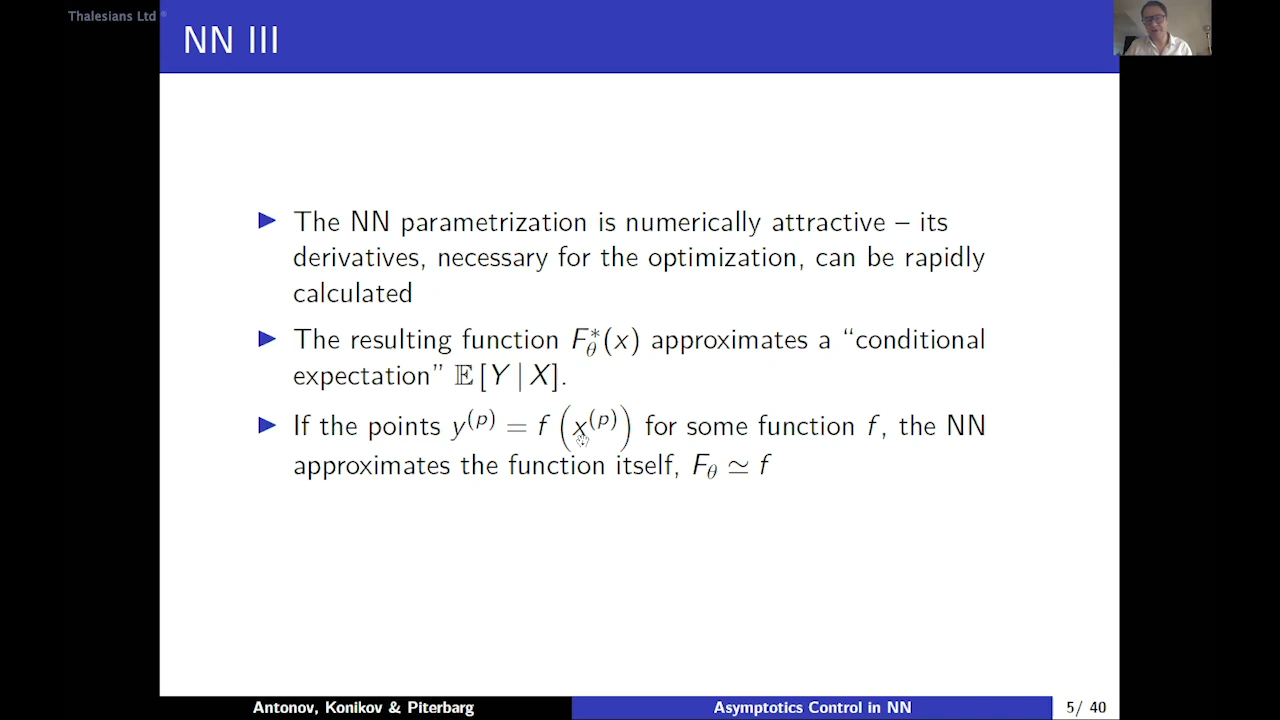 Thalesians Ltd ®
NN III
▶ The NN parametrization is numerically attractive – its
derivatives, necessary for the optimization, can be rapidly
calculated
▶ The resulting function F*θ(x) approximates a “conditional
expectation” 𝔼 [Y | X].
▶ If the points y^(p) = f (x^(p)) for some function f, the NN
approximates the function itself, Fθ ≃ f
Antonov, Konikov & Piterbarg
Asymptotics Control in NN
5/ 40